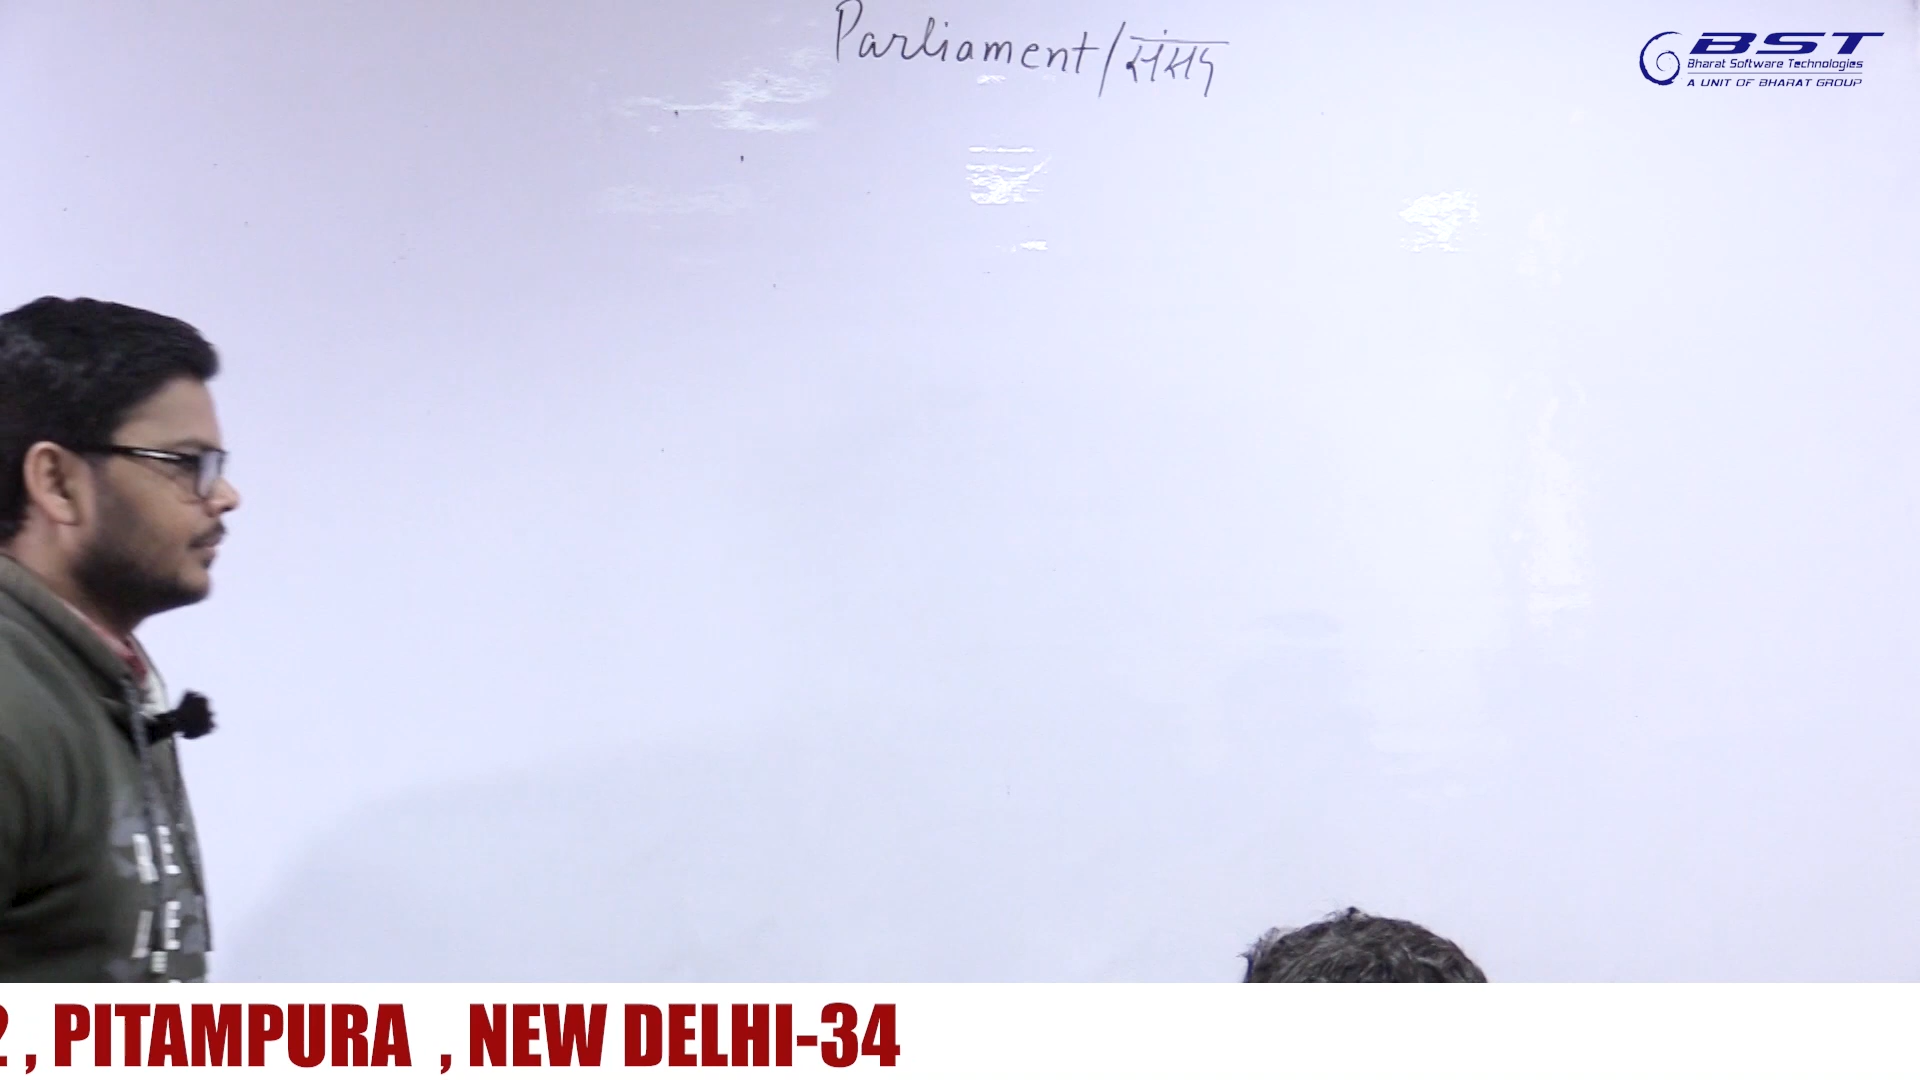 Parliament/संसद
BST
Bharat Software Technologies
A UNIT OF BHARAT GROUP
2 , PITAMPURA , NEW DELHI-34